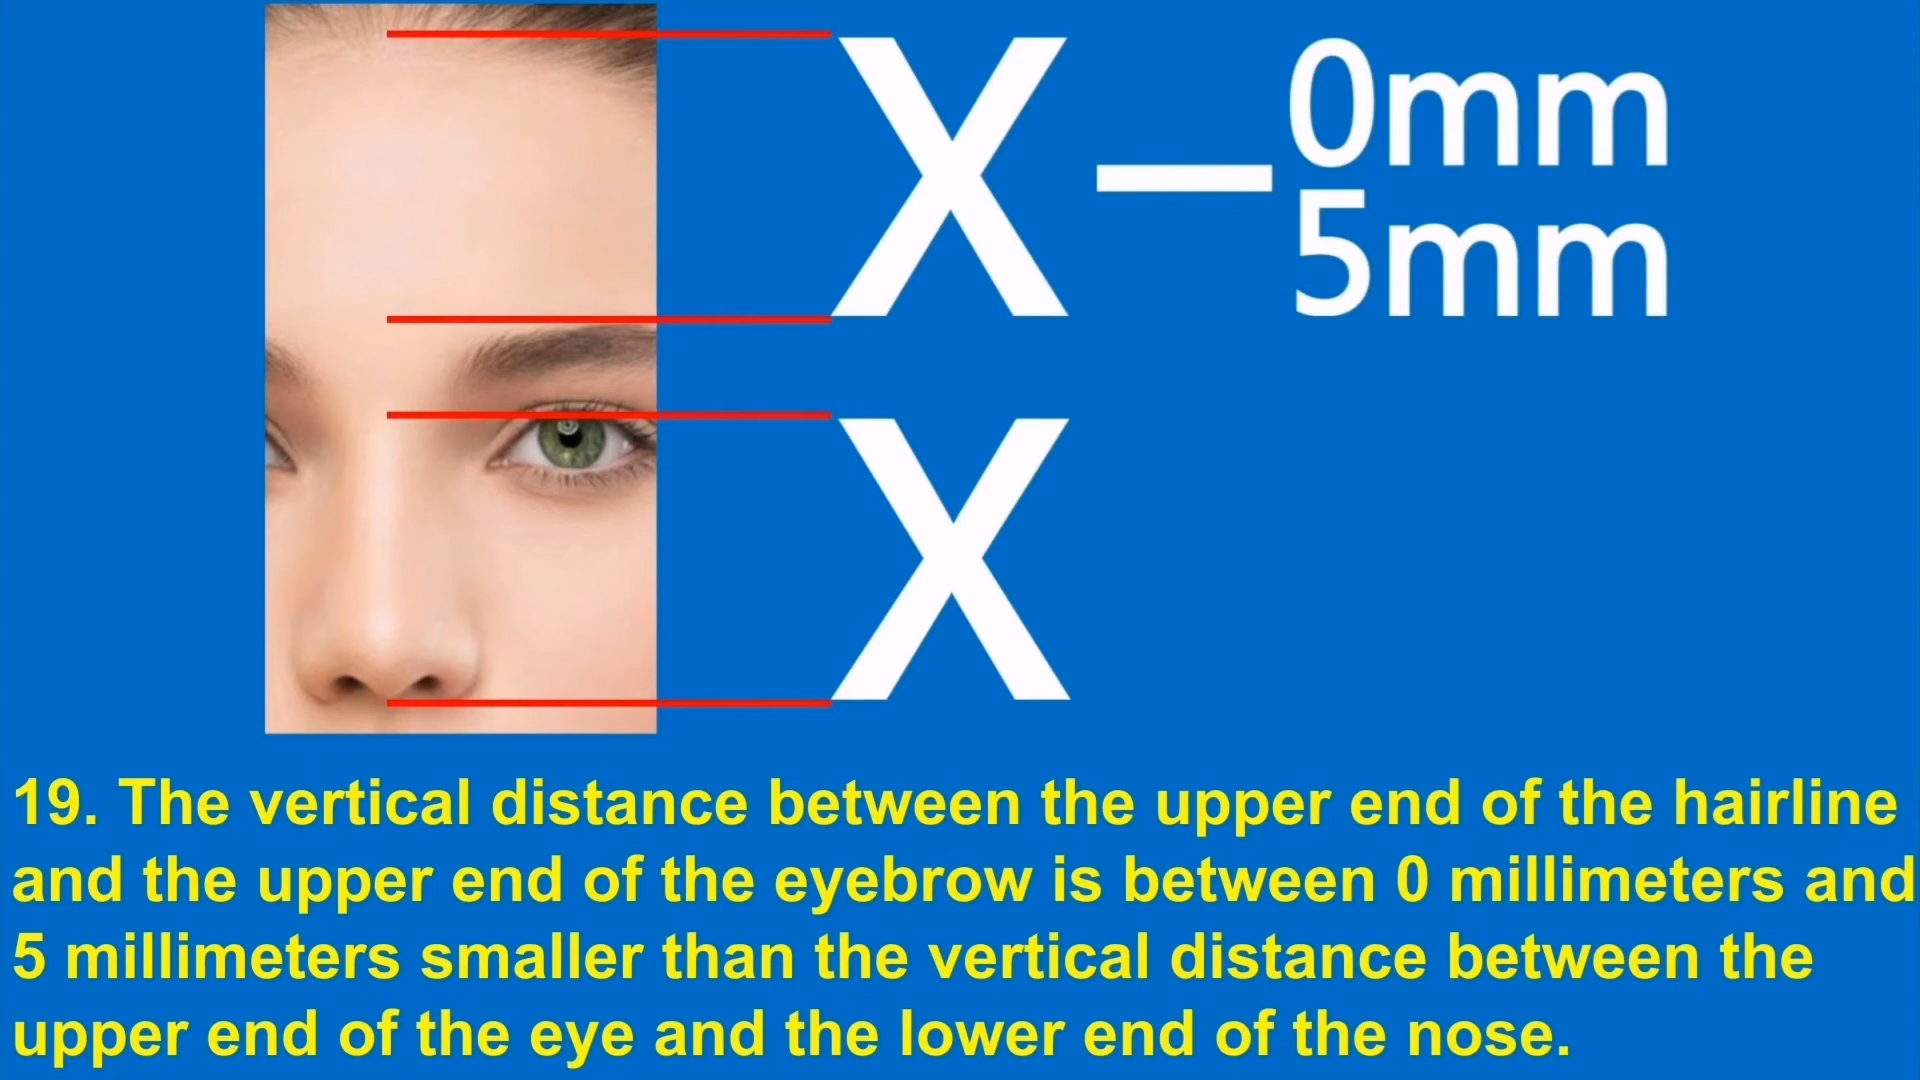 X – 0mm
5mm
X
19. The vertical distance between the upper end of the hairline
and the upper end of the eyebrow is between 0 millimeters and
5 millimeters smaller than the vertical distance between the
upper end of the eye and the lower end of the nose.